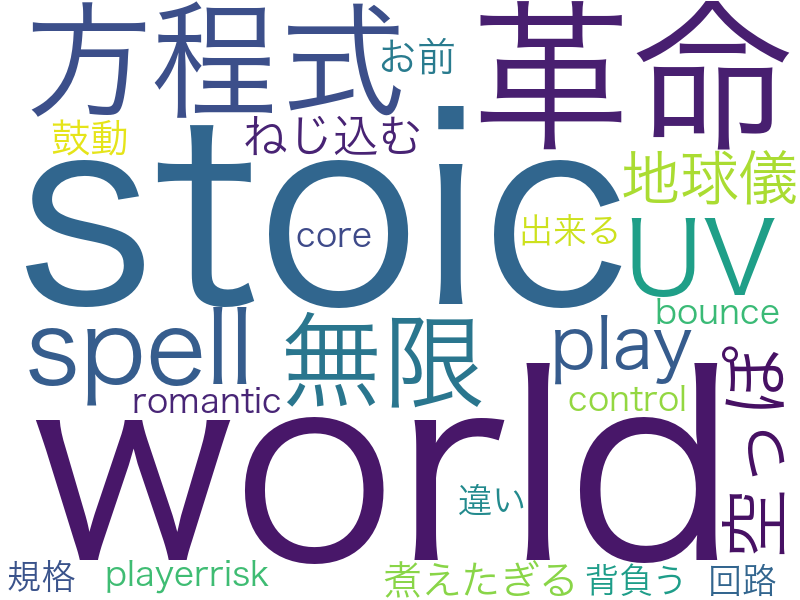 方程式
革命
お前
鼓動
ねじ込む
stoic
地球儀
core
出来る
UV
bounce
spell
無限
play
空っぽ
romantic
control
world
違い
規格
playerrisk
煮えたぎる
背負う
回路